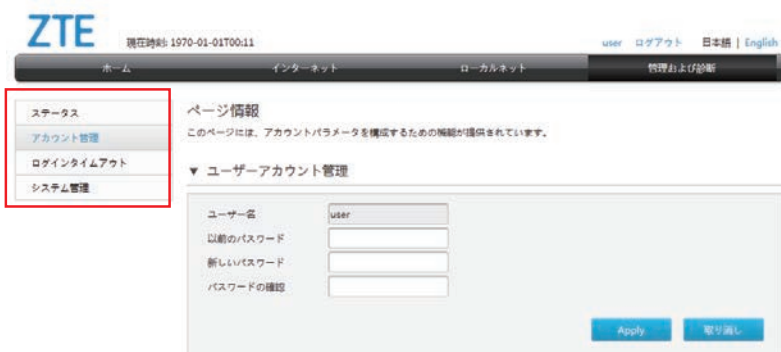 ZTE
現在時刻: 1970-01-01T00:11
user ログアウト 日本語 | English
ホーム インターネット ローカルネット 管理および診断
ステータス
アカウント管理
ログインタイムアウト
システム管理
ページ情報
このページには、アカウントパラメータを構成するための機能が提供されています。
▼ ユーザーアカウント管理
ユーザー名 user
以前のパスワード
新しいパスワード
パスワードの確認
Apply 取り消し